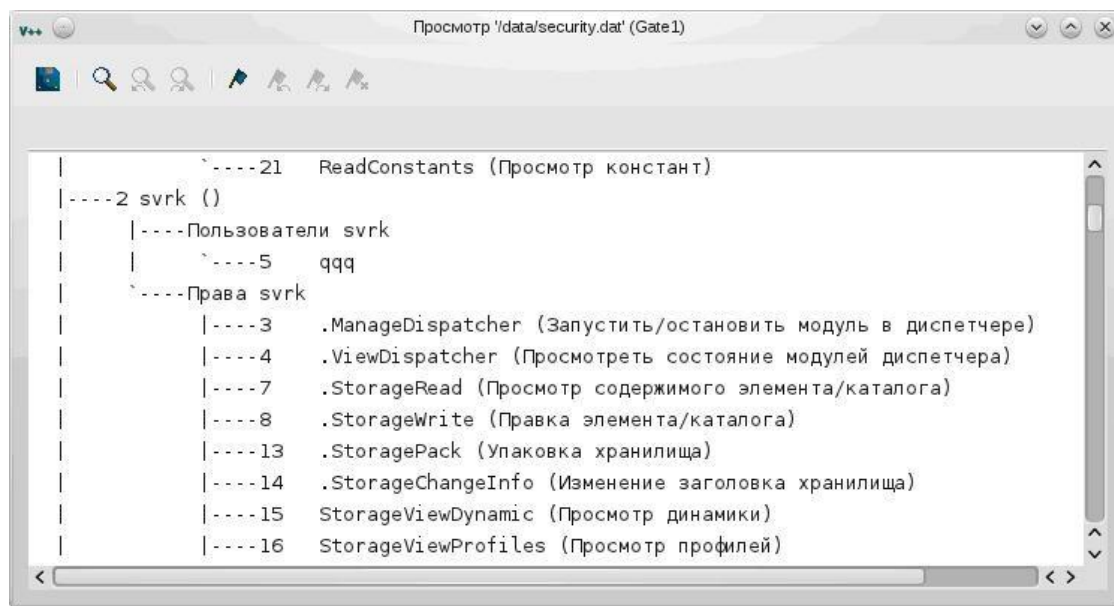 V++
Просмотр '/data/security.dat' (Gate1)
|            `----21   ReadConstants (Просмотр констант)
|----2 svrk ()
|     |----Пользователи svrk
|     |     `----5    qqq
|     `----Права svrk
|            |----3    .ManageDispatcher (Запустить/остановить модуль в диспетчере)
|            |----4    .ViewDispatcher (Просмотреть состояние модулей диспетчера)
|            |----7    .StorageRead (Просмотр содержимого элемента/каталога)
|            |----8    .StorageWrite (Правка элемента/каталога)
|            |----13   .StoragePack (Упаковка хранилища)
|            |----14   .StorageChangeInfo (Изменение заголовка хранилища)
|            |----15   StorageViewDynamic (Просмотр динамики)
|            |----16   StorageViewProfiles (Просмотр профилей)